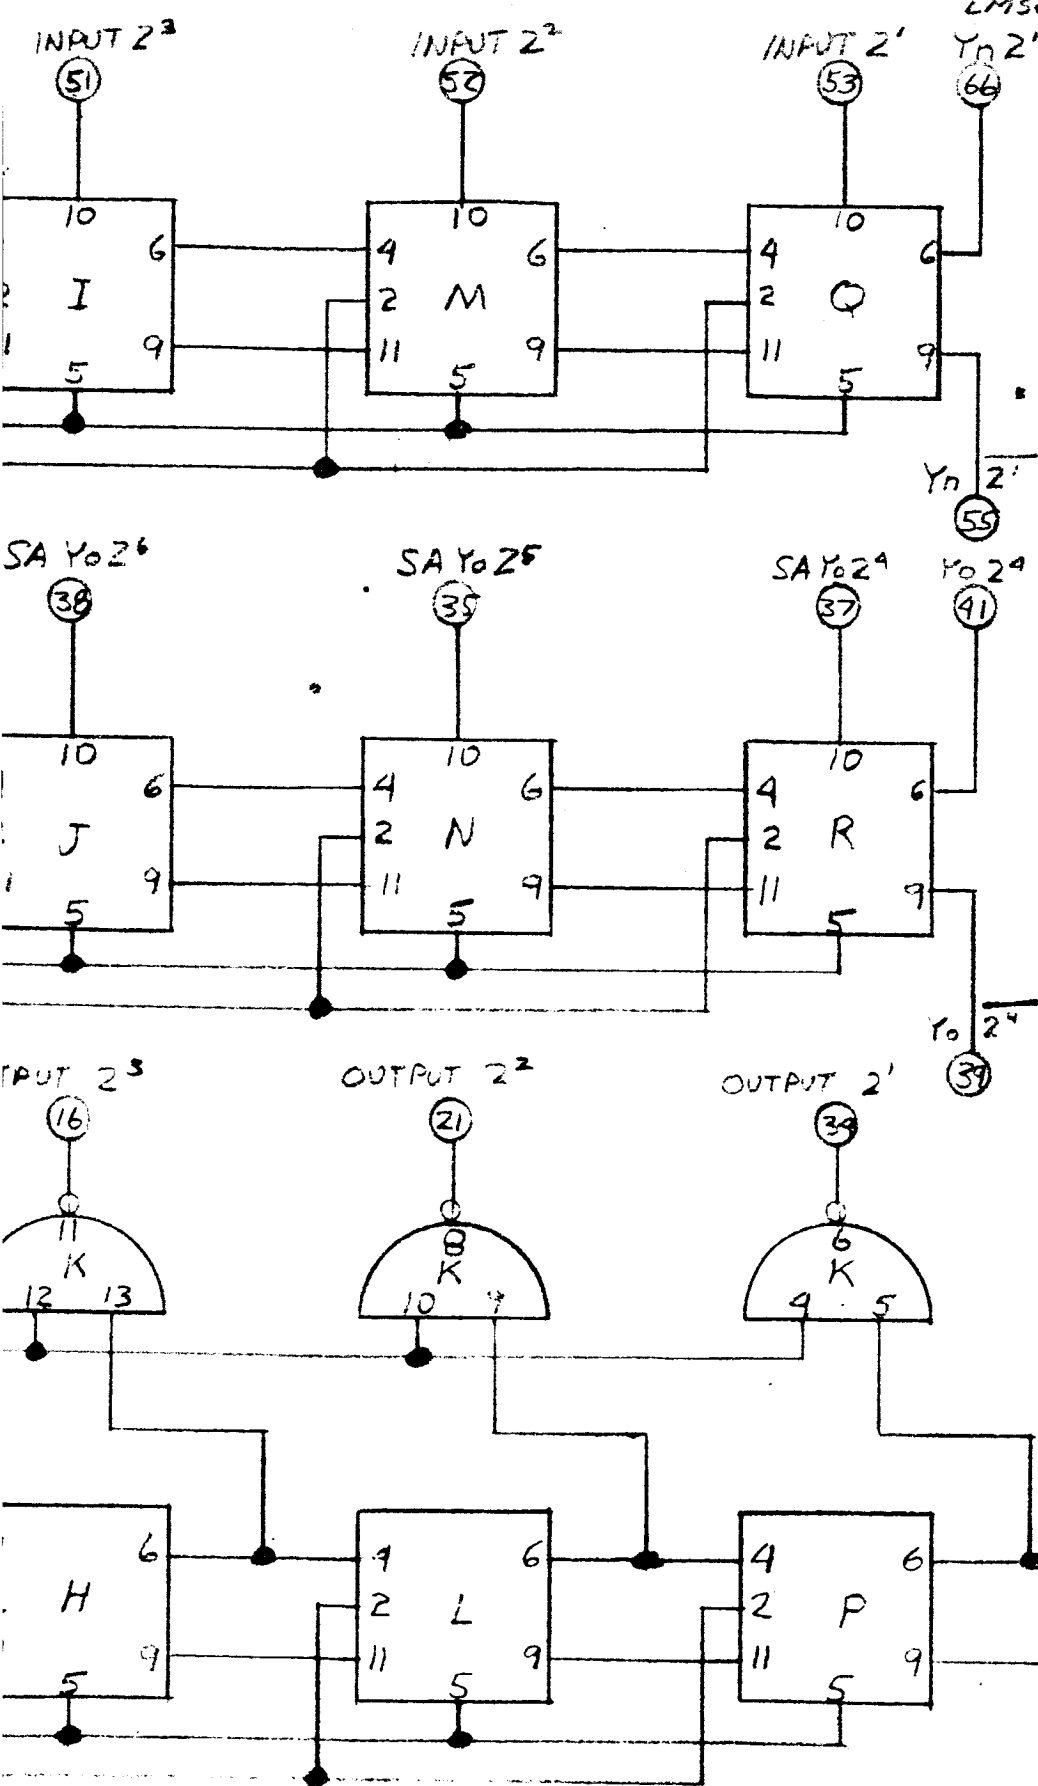 INPUT 2³ INPUT 2² INPUT 2' Yn 2'
51 52 53 66
10 10 10
6 4 6 4 6
I 2 M 2 Q
9 11 9 11 9
5 5 5
Yn 2'
55
SA Yo 2⁶ SA Yo 2⁵ SA Yo 2⁴ Yo 2⁴
38 35 37 41
10 10 10
6 4 6 4 6
J 2 N 2 R
9 11 9 11 9
5 5 5
Yo 2⁴
39
TPUT 2³ OUTPUT 2² OUTPUT 2'
16 21 34
11 8 6
K K K
12 13 10 9 4 5
6 4 6 4 6
H 2 L 2 P
9 11 9 11 9
5 5 5